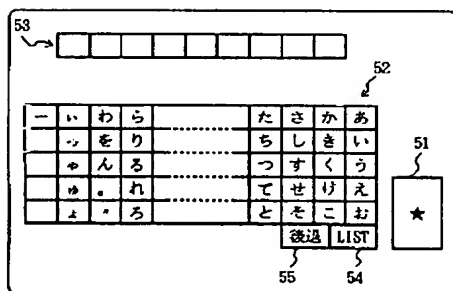 53
52
ー ぃ わ ら ‥‥‥ た さ か あ
っ を り ち し き い
51
ゃ ん る ‥‥‥ つ す く う
★
ゅ 。 れ て せ け え
ょ ゛ ろ ‥‥‥ と そ こ お
後退 LIST
55 54